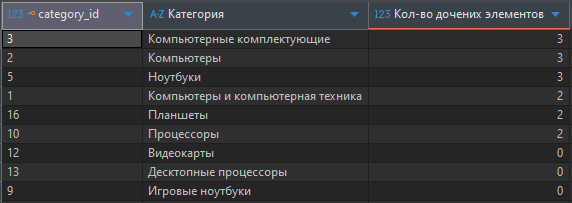 123 category_id A-Z Категория 123 Кол-во дочених элементов
3 Компьютерные комплектующие 3
2 Компьютеры 3
5 Ноутбуки 3
1 Компьютеры и компьютерная техника 2
16 Планшеты 2
10 Процессоры 2
12 Видеокарты 0
13 Десктопные процессоры 0
9 Игровые ноутбуки 0